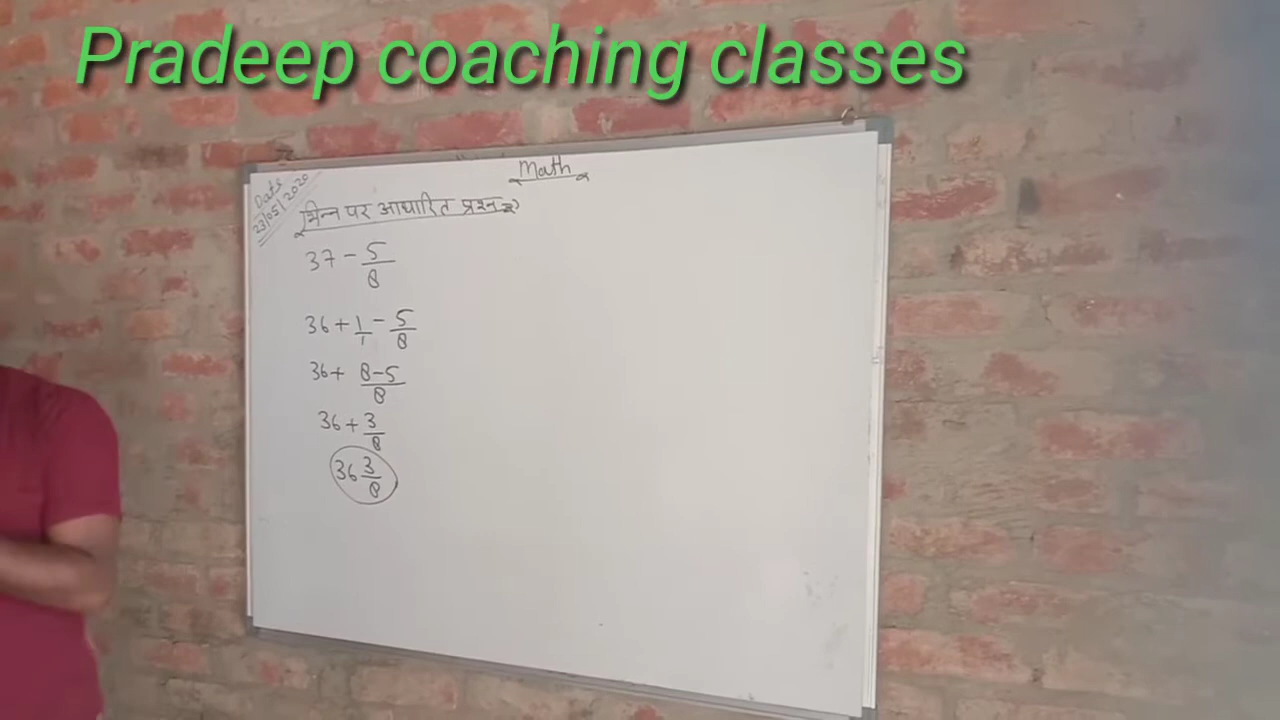 Pradeep coaching classes
Math
Date
23/05/2020
भिन्न पर आधारित प्रश्न
37 - 5/8
36 + 1/1 - 5/8
36 + 8-5/8
36 + 3/8
36 3/8